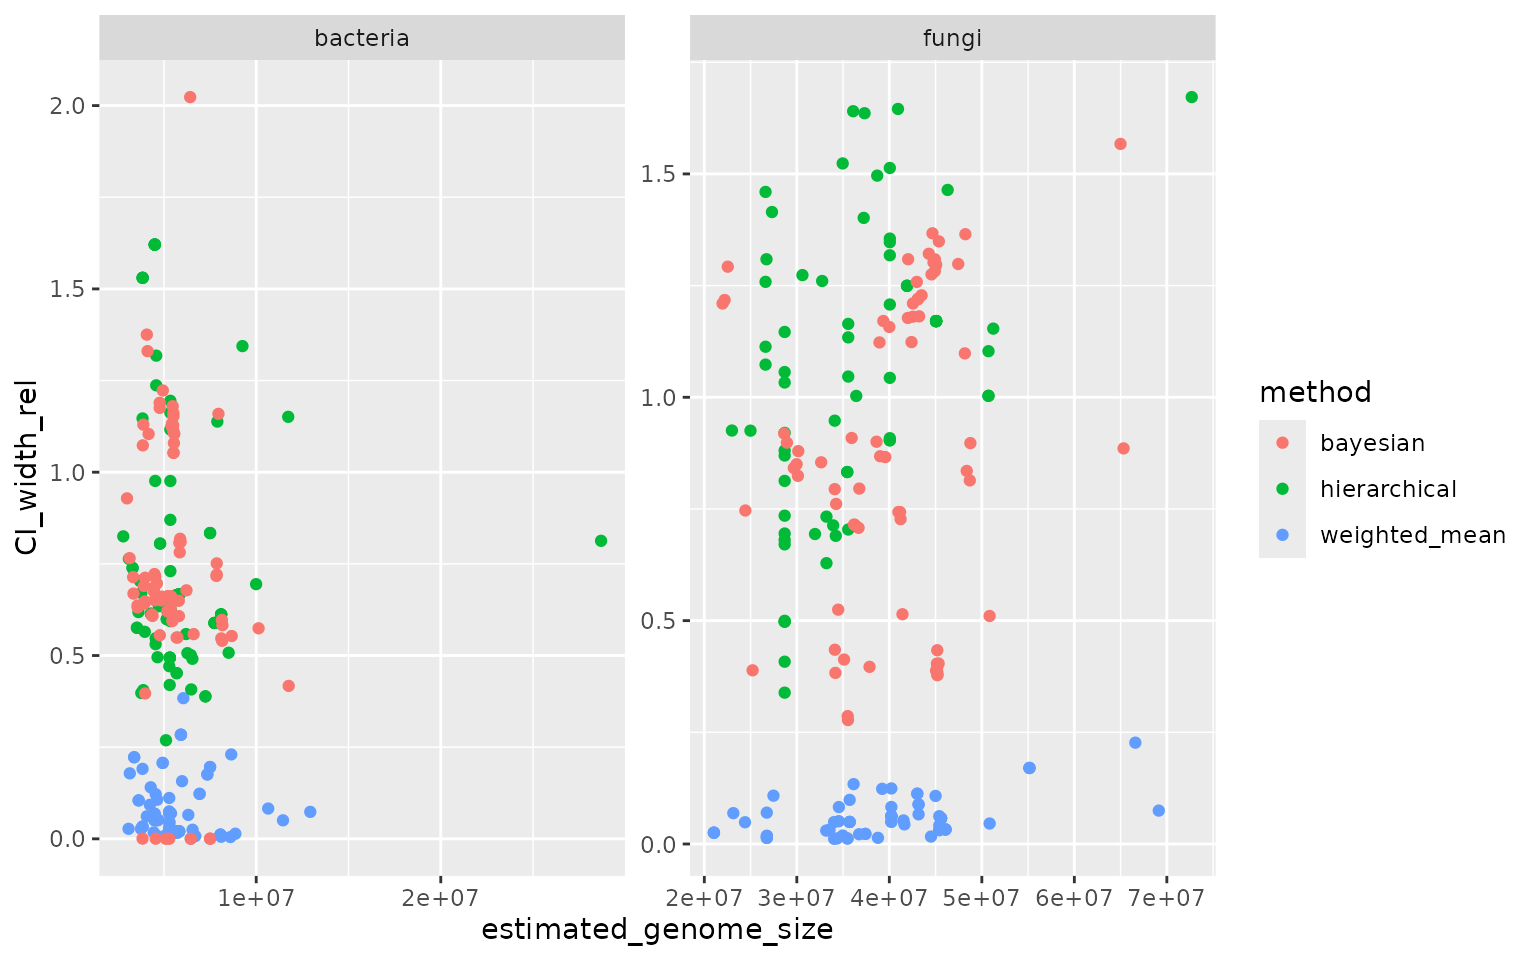 bacteria
fungi
2.0
1.5
1.0
0.5
0.0
1.5
1.0
0.5
0.0
1e+07
2e+07
2e+07
3e+07
4e+07
5e+07
6e+07
7e+07
CI_width_rel
estimated_genome_size
method
bayesian
hierarchical
weighted_mean